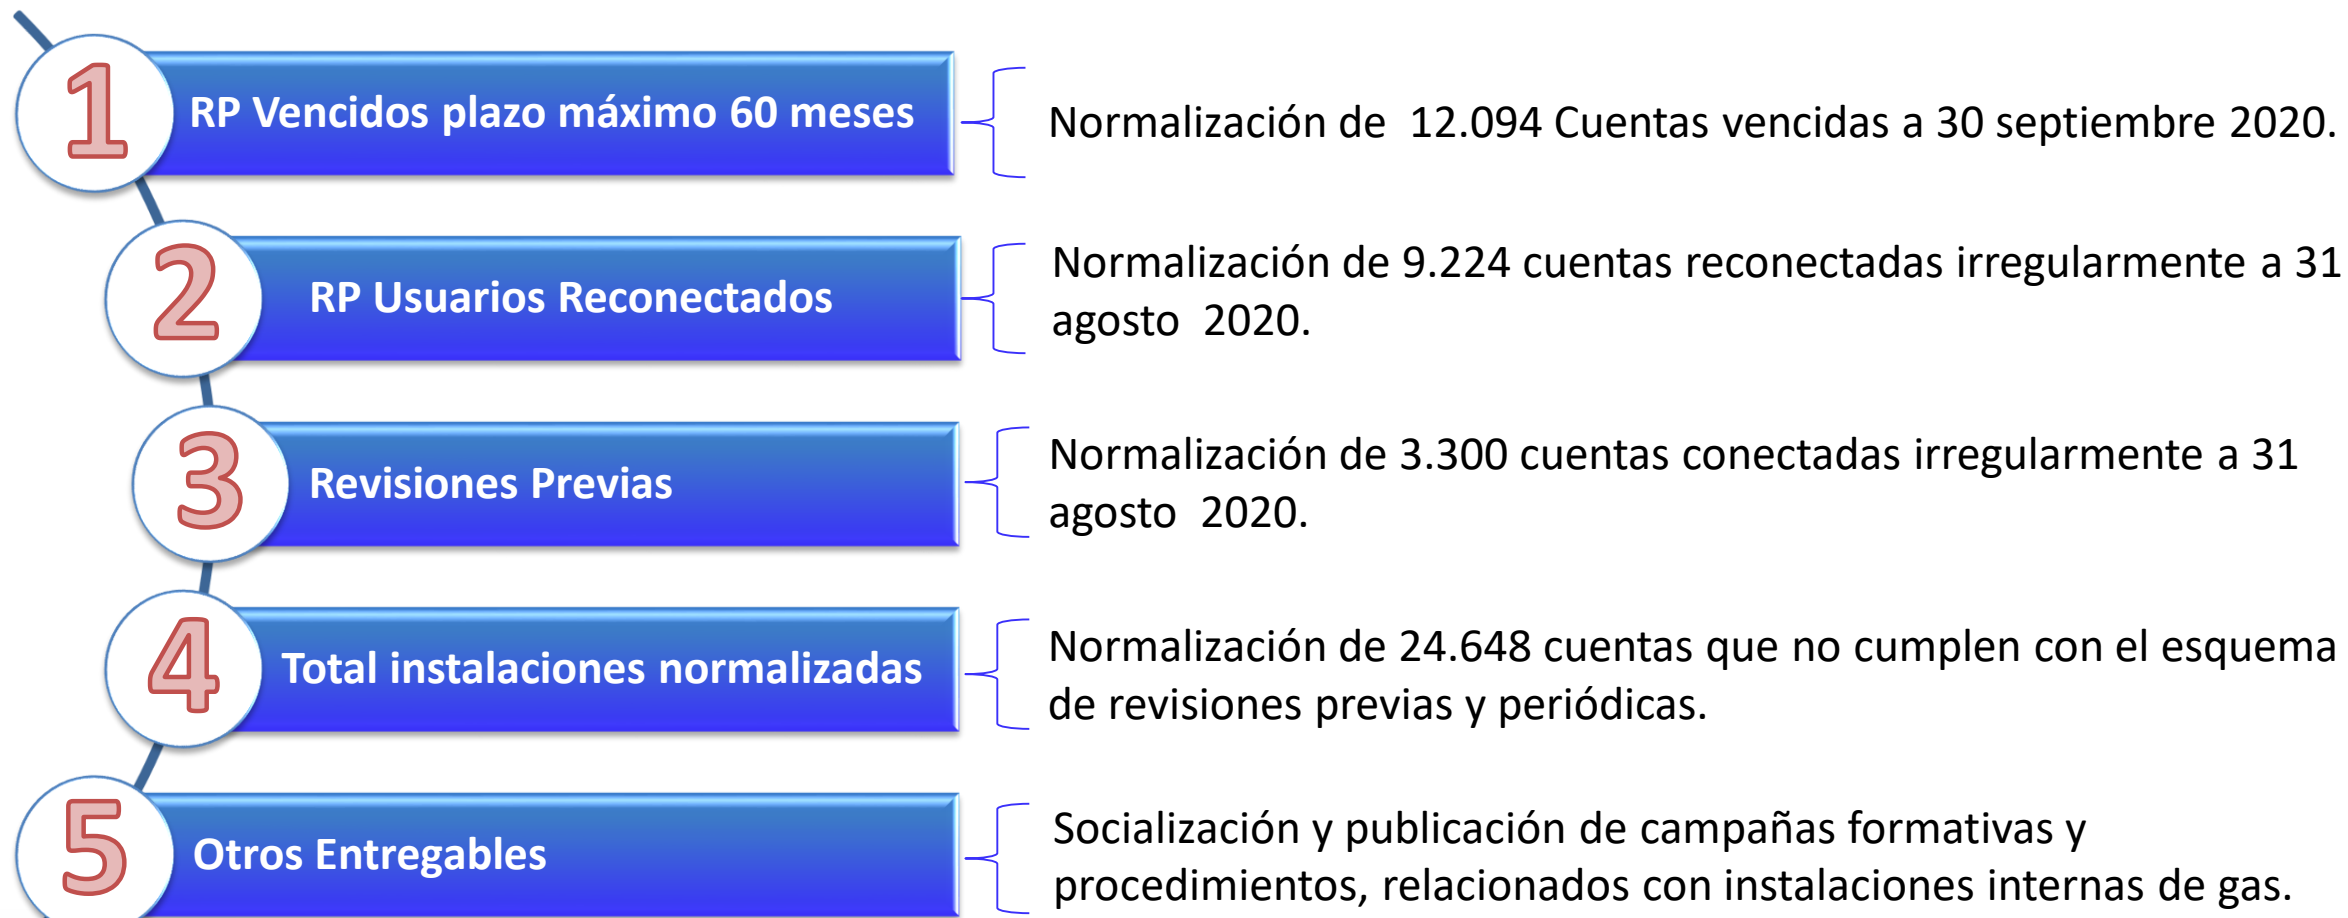 1
RP Vencidos plazo máximo 60 meses
Normalización de 12.094 Cuentas vencidas a 30 septiembre 2020.
2
RP Usuarios Reconectados
Normalización de 9.224 cuentas reconectadas irregularmente a 31
agosto 2020.
3
Revisiones Previas
Normalización de 3.300 cuentas conectadas irregularmente a 31
agosto 2020.
4
Total instalaciones normalizadas
Normalización de 24.648 cuentas que no cumplen con el esquema
de revisiones previas y periódicas.
5
Otros Entregables
Socialización y publicación de campañas formativas y
procedimientos, relacionados con instalaciones internas de gas.